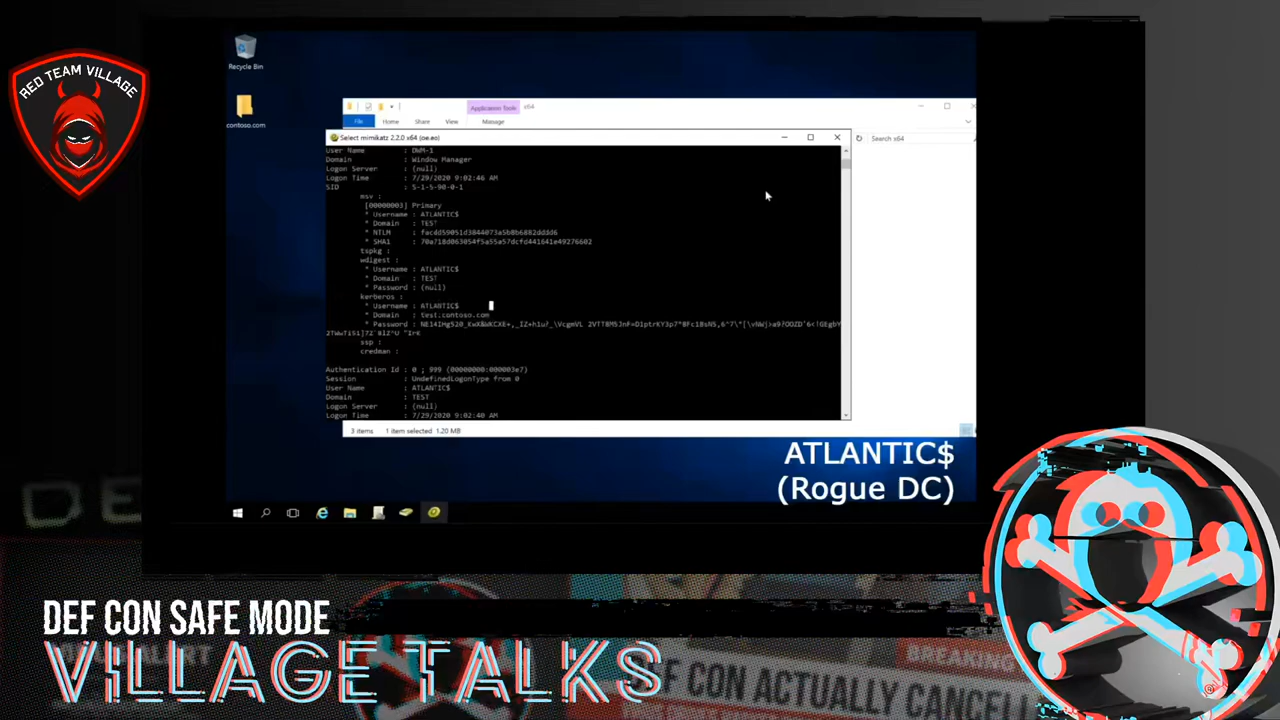 RED TEAM VILLAGE
Recycle Bin
contoso.com
Application Tools
x64
File
Home
Share
View
Manage
Search x64
Select mimikatz 2.2.0 x64 (oe.eo)
User Name : DWM-1
Domain : Window Manager
Logon Server : (null)
Logon Time : 7/29/2020 9:02:46 AM
SID : S-1-5-90-0-1
msv :
[00000003] Primary
* Username : ATLANTIC$
* Domain : TEST
* NTLM :
* SHA1 :
tspkg :
wdigest :
* Username : ATLANTIC$
* Domain : TEST
* Password : (null)
kerberos :
* Username : ATLANTIC$
* Domain : test.contoso.com
* Password :
ssp :
credman :
Authentication Id : 0 ; 999 (00000000:000003e7)
Session : UndefinedLogonType from 0
User Name : ATLANTIC$
Domain : TEST
Logon Server : (null)
Logon Time : 7/29/2020 9:02:40 AM
3 items 1 item selected 1.20 MB
ATLANTIC$
(Rogue DC)
DEF CON SAFE MODE
VILLAGE TALKS
BREAKING
DEF CON ACTUALLY CANCELL